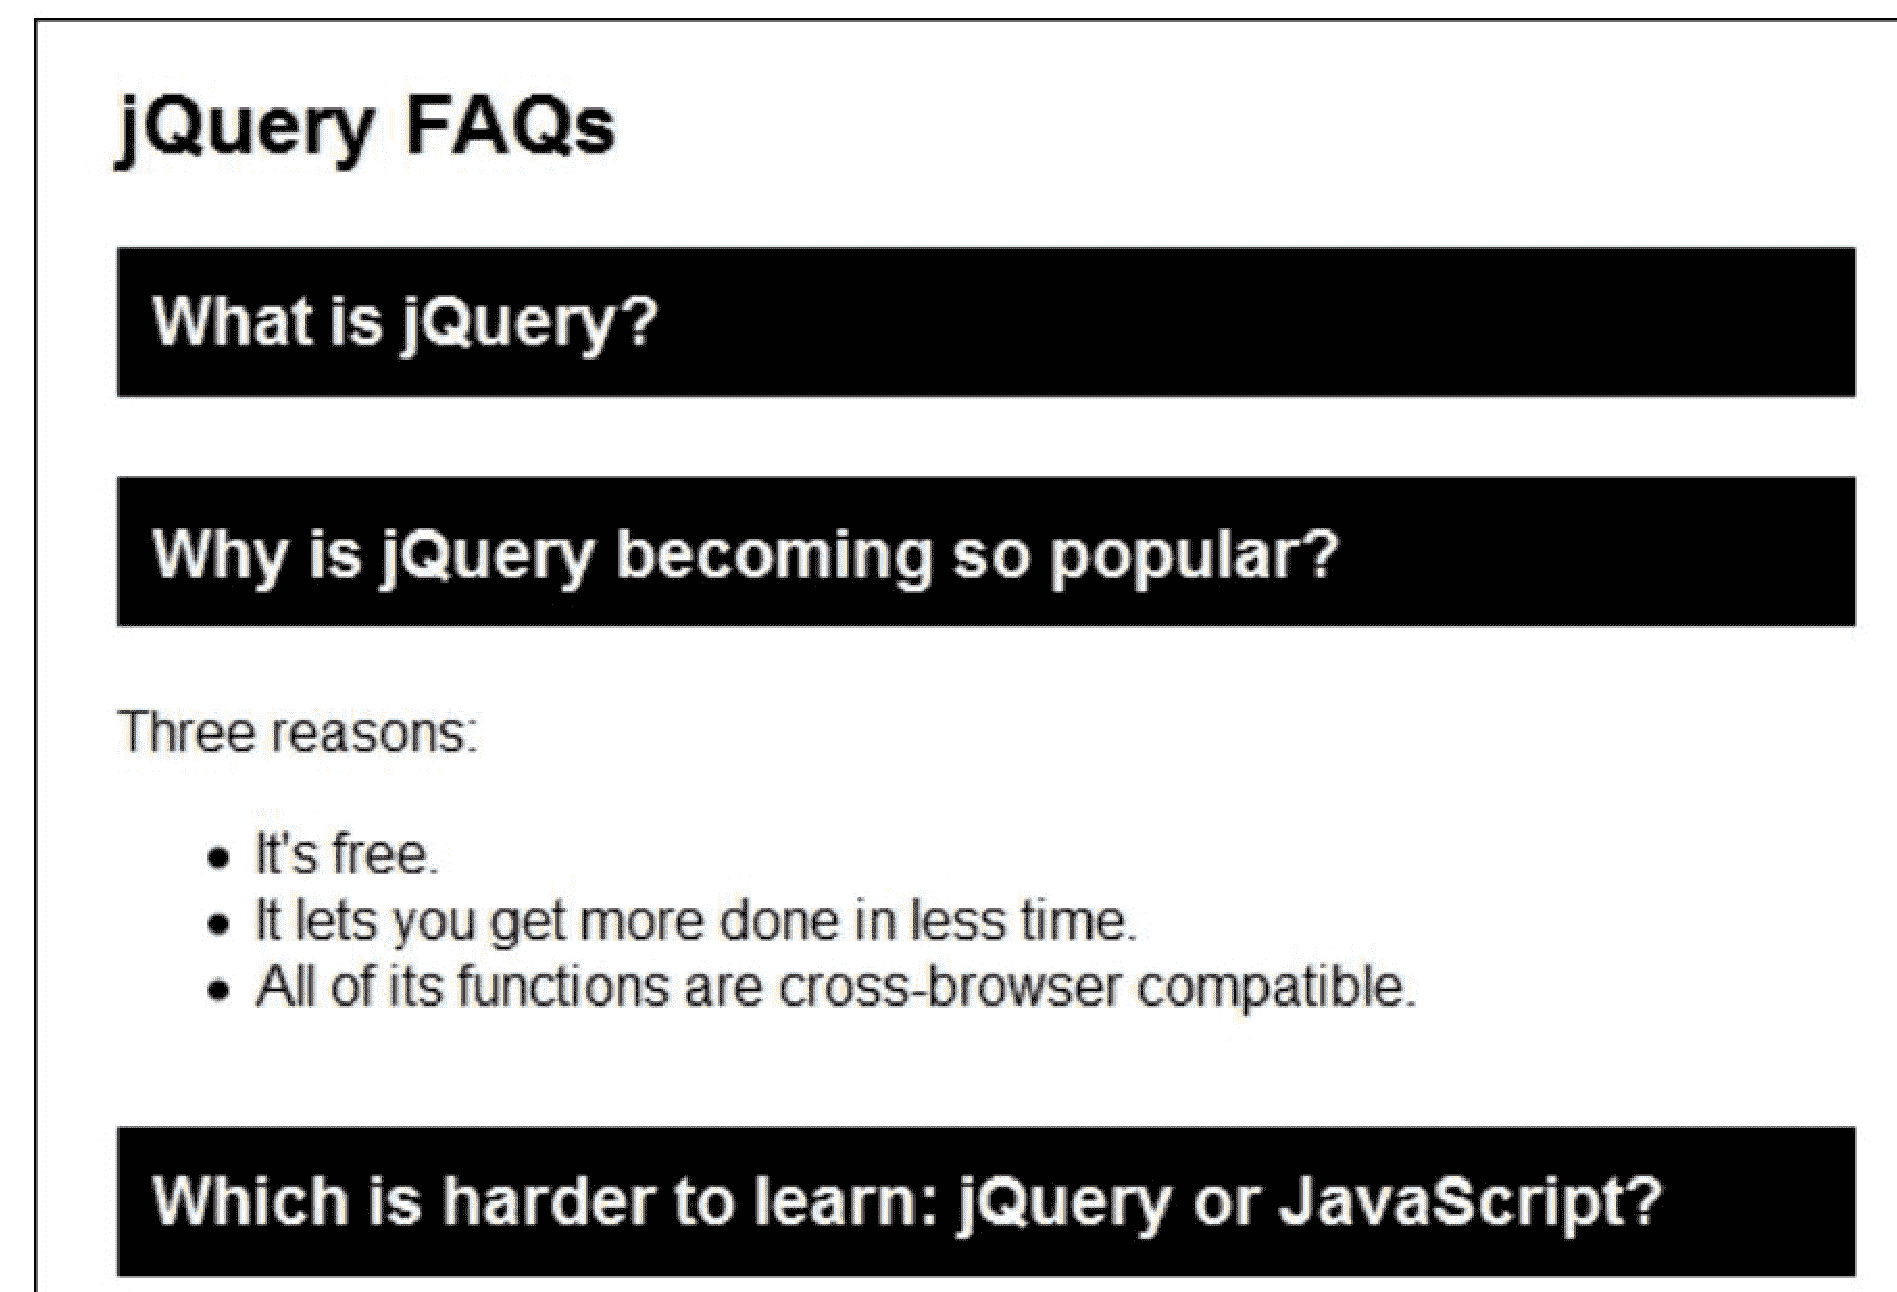 jQuery FAQs
What is jQuery?
Why is jQuery becoming so popular?
Three reasons:
• It's free.
• It lets you get more done in less time.
• All of its functions are cross-browser compatible.
Which is harder to learn: jQuery or JavaScript?